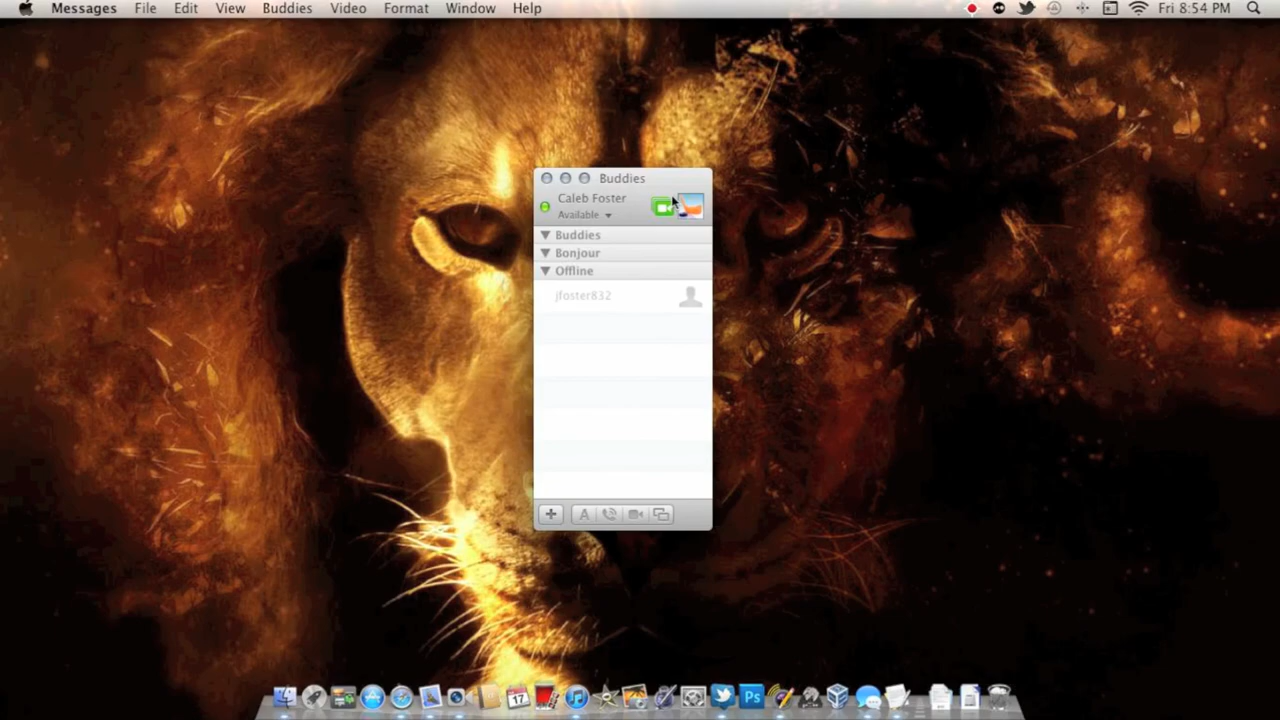 Messages File Edit View Buddies Video Format Window Help Fri 8:54 PM
Buddies
Caleb Foster
Available
Buddies
Bonjour
Offline
jfoster832
A
17
Ps